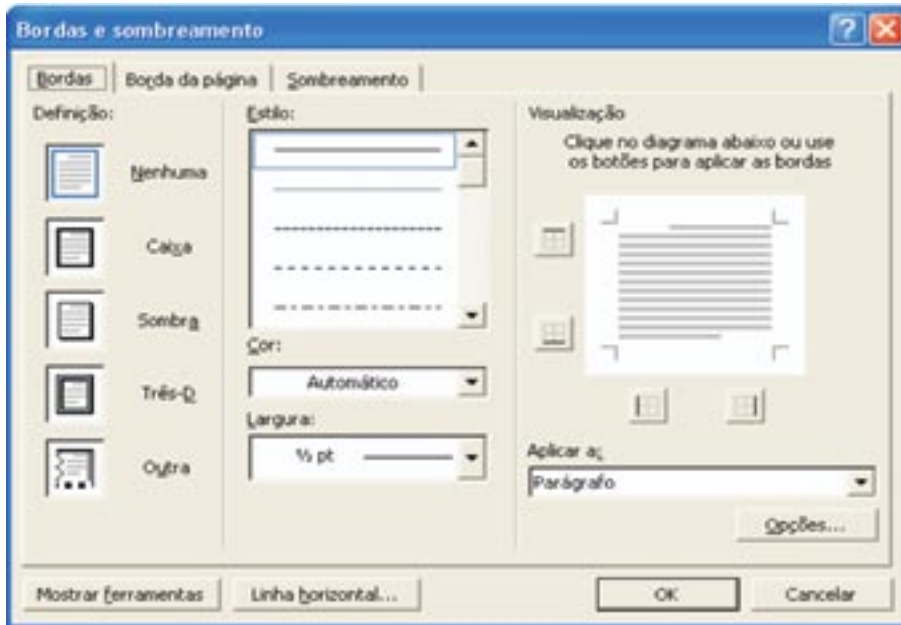 Bordas e sombreamento
Bordas
Borda da página
Sombreamento
Definição:
Nenhuma
Caixa
Sombra
Três-D
Outra
Estilo:
Cor:
Automático
Largura:
½ pt
Visualização
Clique no diagrama abaixo ou use
os botões para aplicar as bordas
Aplicar a:
Parágrafo
Opções...
Mostrar ferramentas
Linha horizontal...
OK
Cancelar